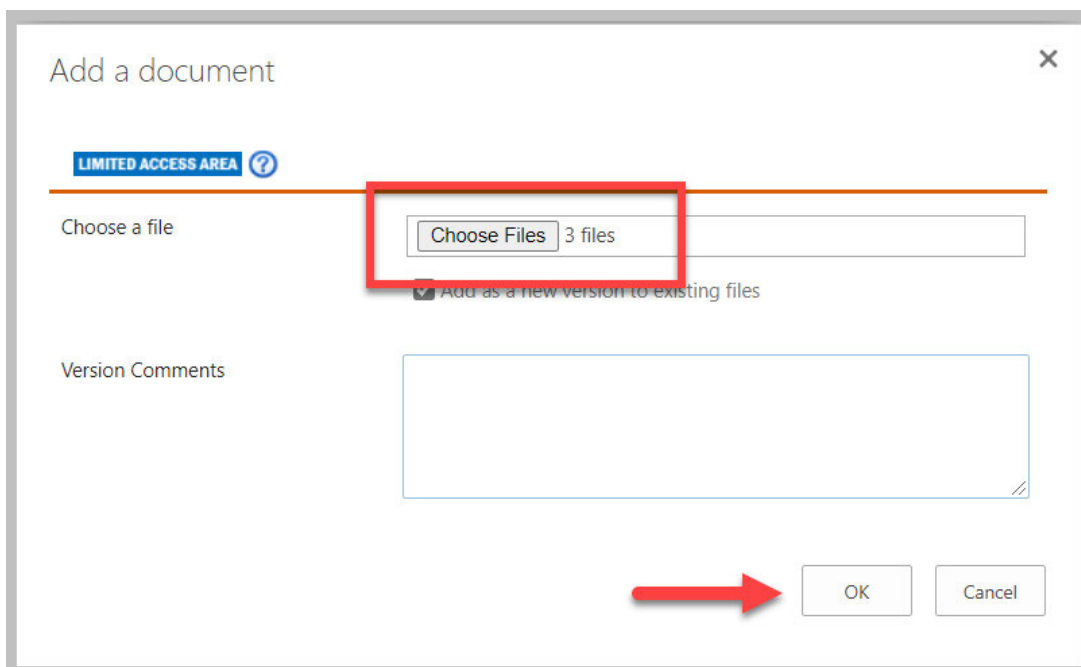 Add a document
LIMITED ACCESS AREA ?
Choose a file
Choose Files 3 files
Add as a new version to existing files
Version Comments
OK Cancel